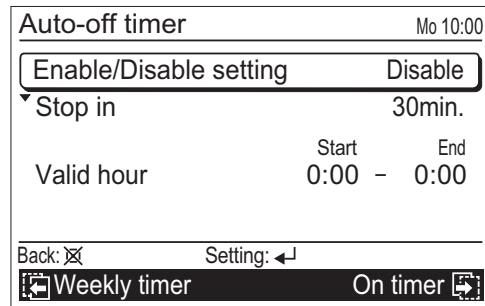 Auto-off timer Mo 10:00
Enable/Disable setting Disable
Stop in 30min.
Start End
Valid hour 0:00 – 0:00
Back: Setting:
Weekly timer On timer